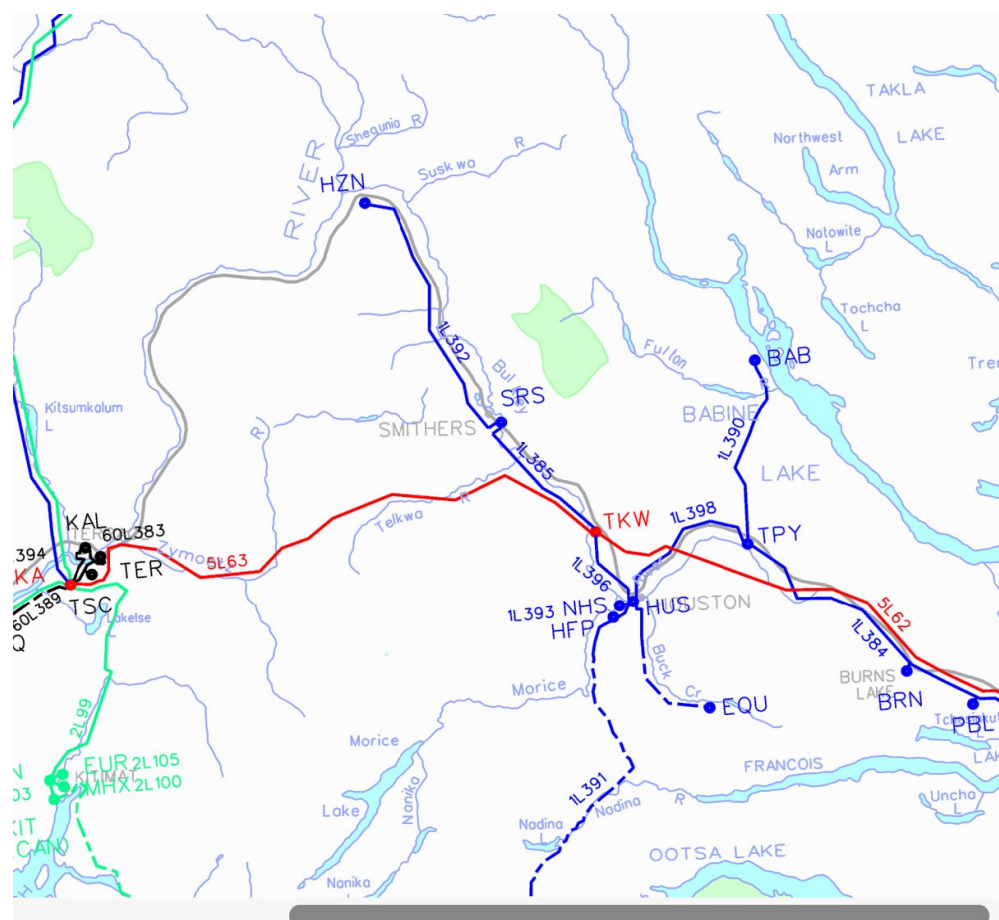 TAKLA
LAKE
Northwest
Arm
Shegunia R
Suskwa R
RIVER
HZN
Natowite
L
Tochcha
L
1L392
Fulton
R
BAB
BABINE
LAKE
1L390
Kitsumkalum
L
SRS
SMITHERS
1L385
R
KAL
60L383
TER
TSC
60L389
Lakelse
L
5L63
Telkwa R
TKW
1L398
TPY
1L396
1L393 NHS
HUS
HFP
Buck
Cr
EQU
5L62
1L384
BURNS
LAKE
BRN
PBL
Morice
Morice
Lake
Nanika
Nanika
1L391
Nadina R
Nadina
L
FRANCOIS
Uncha
L
OOTSA LAKE
2L99
EUR 2L105
KITIMAT
MHX 2L100